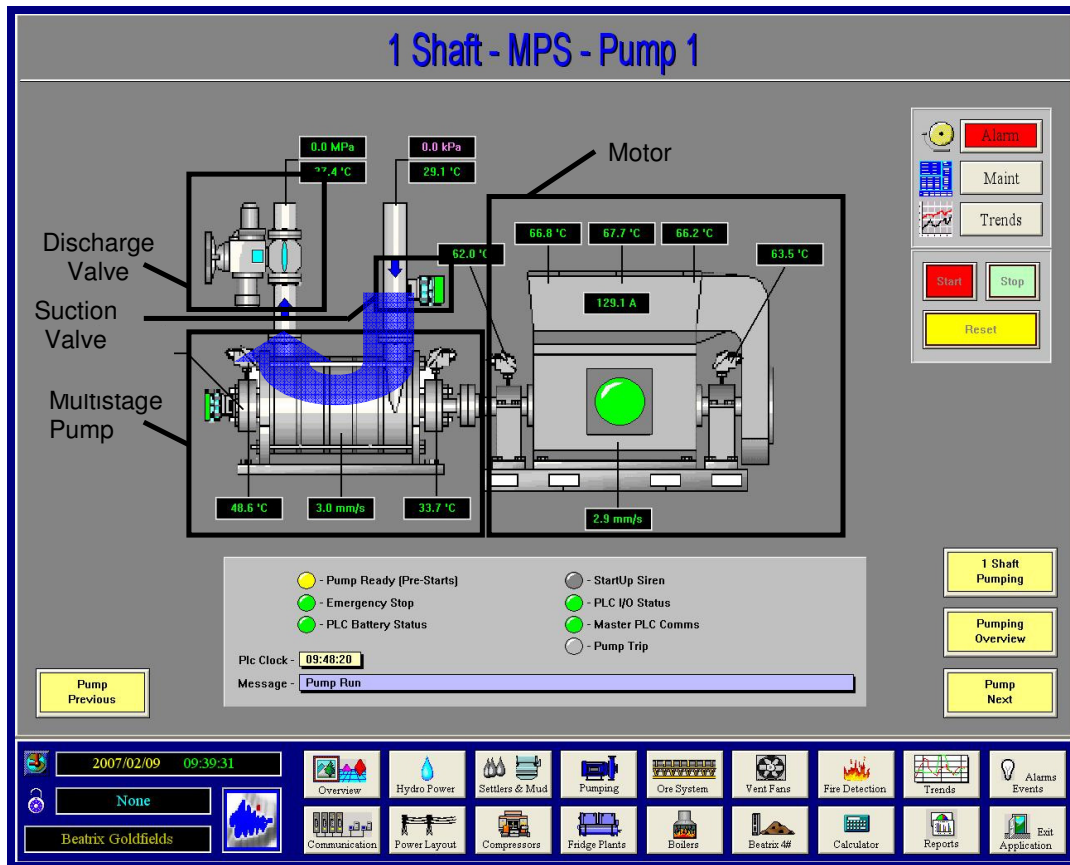 1 Shaft - MPS - Pump 1
0.0 MPa
37.4 °C
0.0 kPa
29.1 °C
Motor
Alarm
Maint
Trends
Discharge
Valve
Suction
Valve
Multistage
Pump
62.0 °C
66.8 °C
67.7 °C
66.2 °C
63.5 °C
129.1 A
Start
Stop
Reset
48.6 °C
3.0 mm/s
33.7 °C
2.9 mm/s
- Pump Ready (Pre-Starts)
- Emergency Stop
- PLC Battery Status
- StartUp Siren
- PLC I/O Status
- Master PLC Comms
- Pump Trip
Plc Clock - 09:48:20
Message - Pump Run
1 Shaft
Pumping
Pumping
Overview
Pump
Previous
Pump
Next
2007/02/09 09:39:31
None
Beatrix Goldfields
Overview
Hydro Power
Settlers & Mud
Pumping
Ore System
Vent Fans
Fire Detection
Trends
Alarms
Events
Communication
Power Layout
Compressors
Fridge Plants
Boilers
Beatrix 4#
Calculator
Reports
Exit
Application